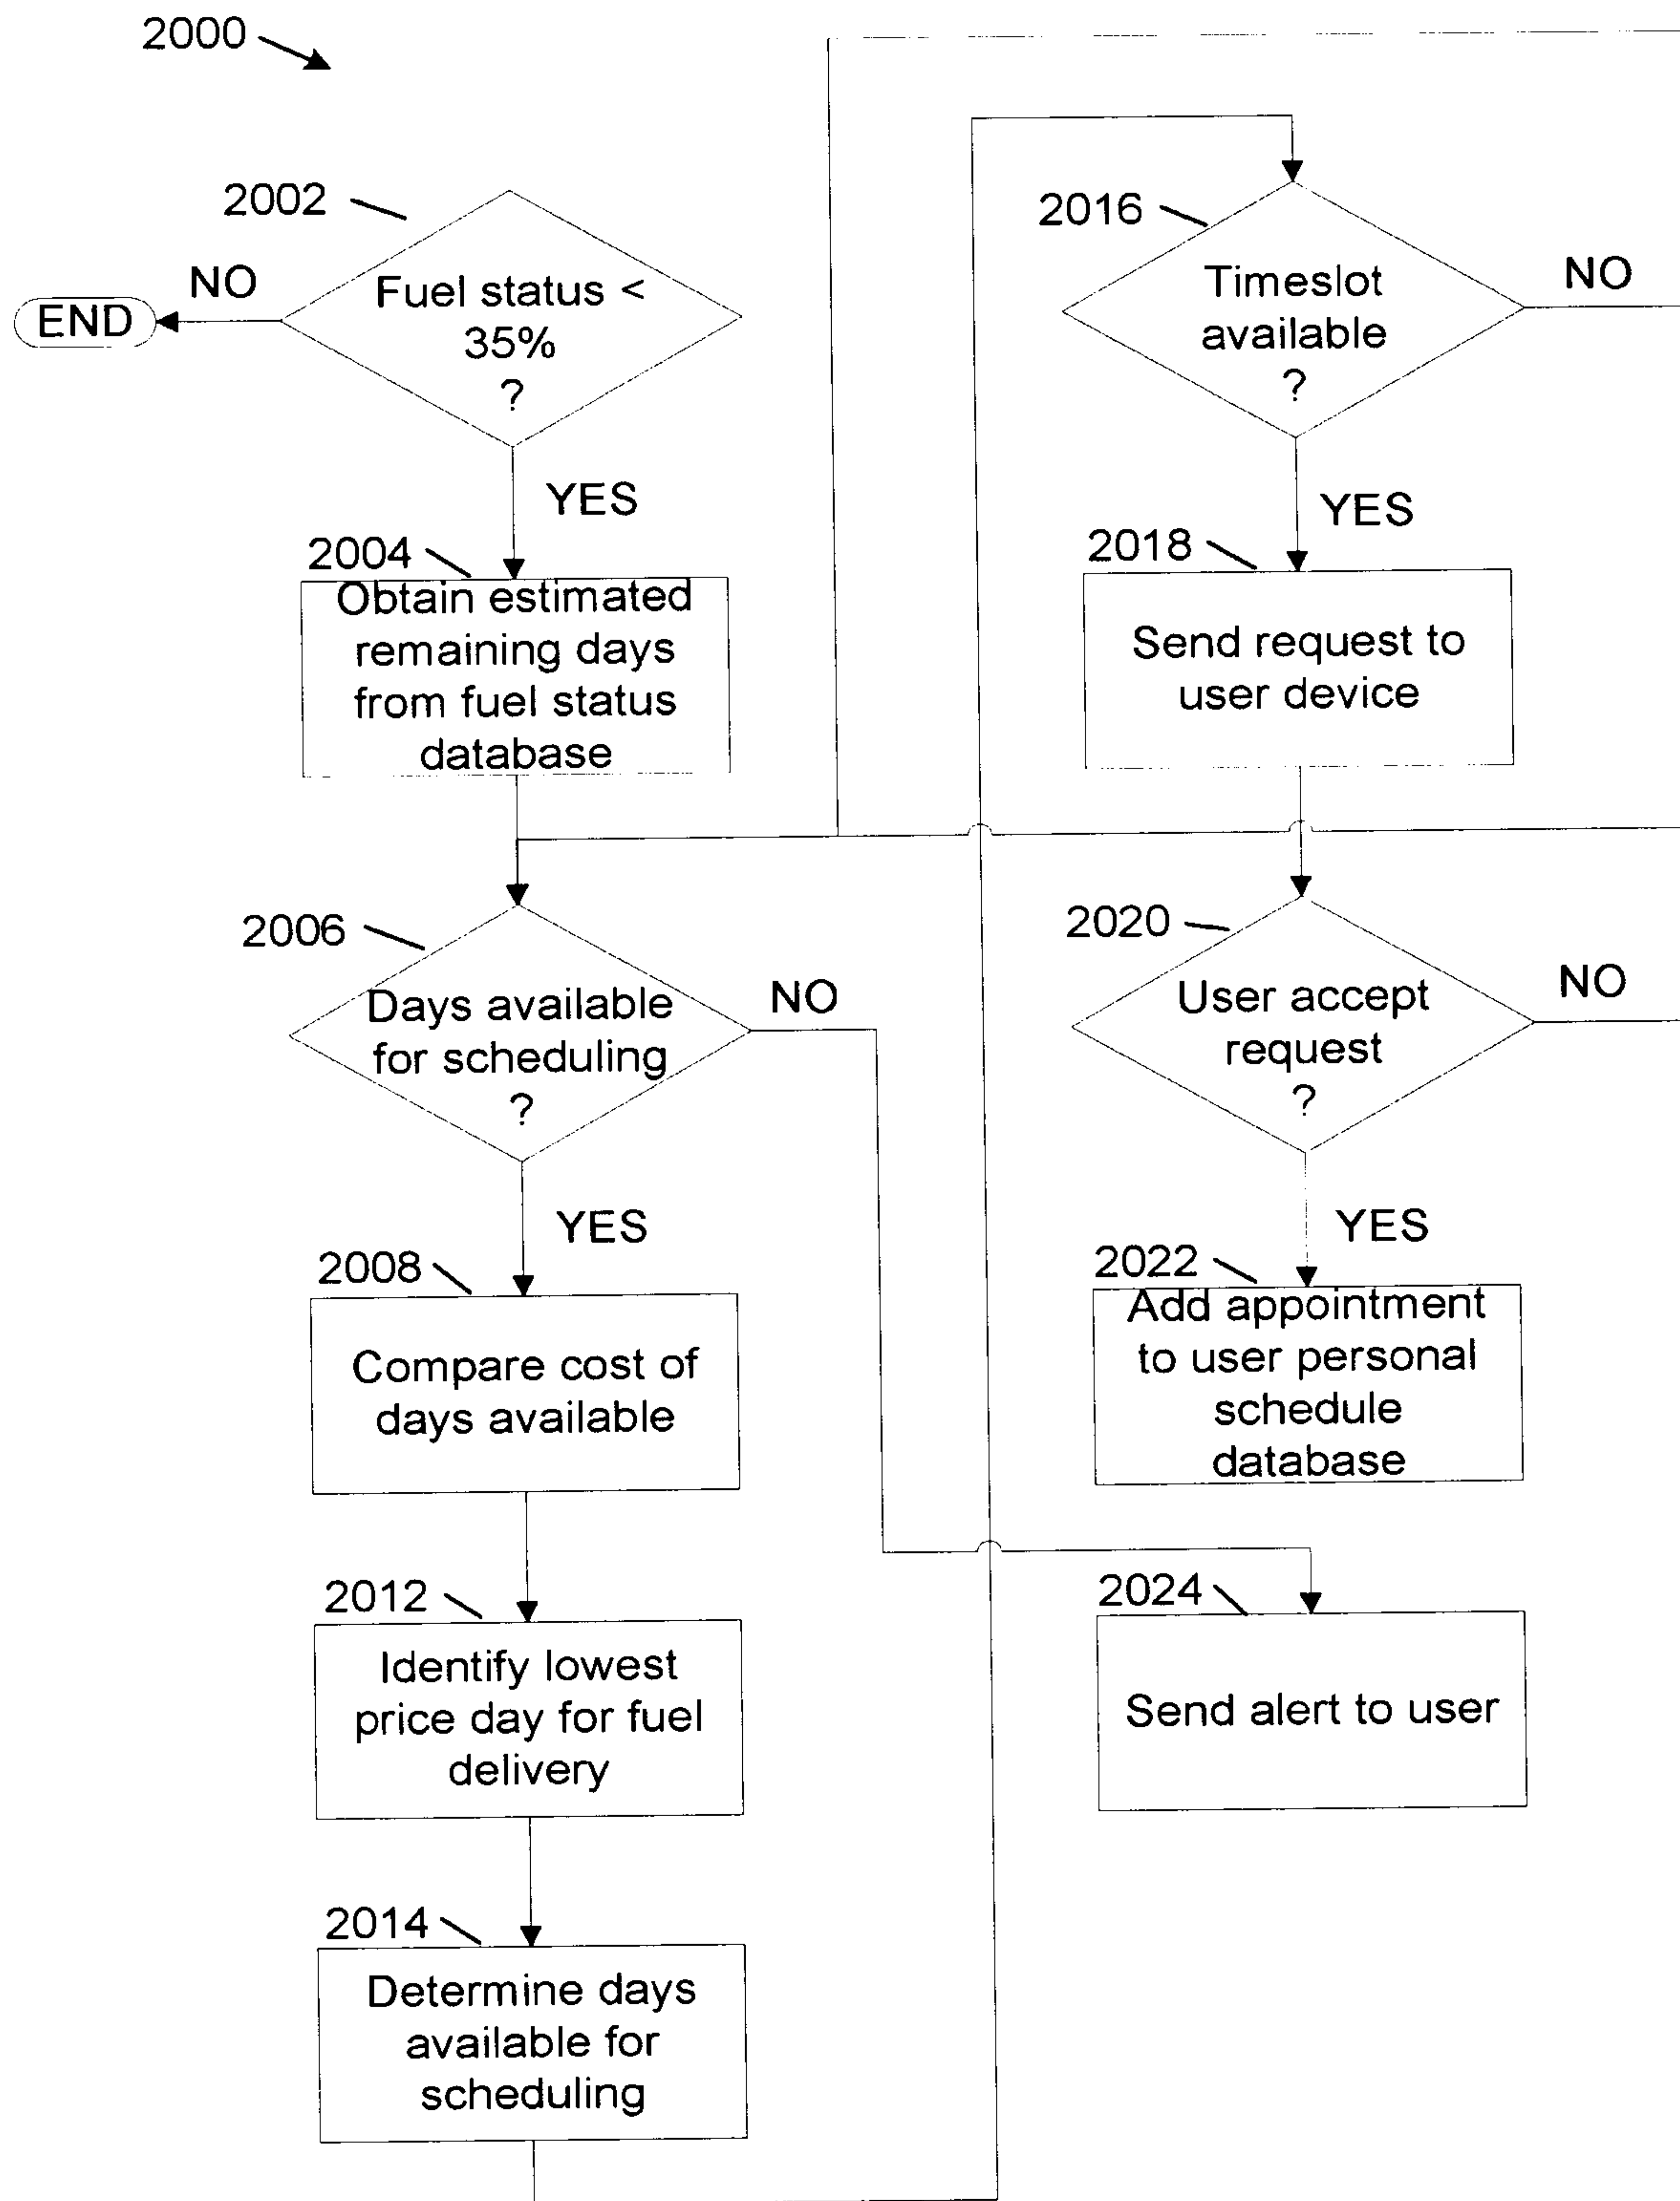 2000
2002
NO
END
Fuel status <
35%
?
YES
2004
Obtain estimated
remaining days
from fuel status
database
2006
Days available
for scheduling
?
NO
YES
2008
Compare cost of
days available
2012
Identify lowest
price day for fuel
delivery
2014
Determine days
available for
scheduling
2016
Timeslot
available
?
NO
YES
2018
Send request to
user device
2020
User accept
request
?
NO
YES
2022
Add appointment
to user personal
schedule
database
2024
Send alert to user